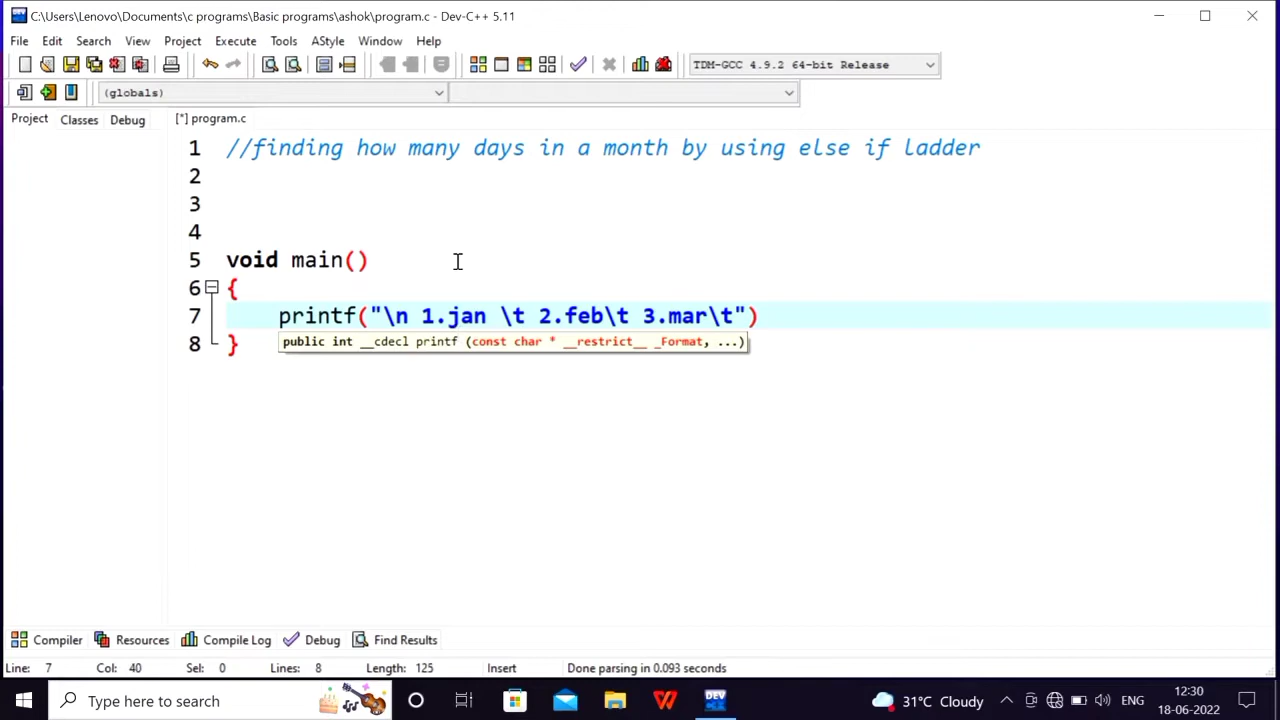 C:\Users\Lenovo\Documents\c programs\Basic programs\ashok\program.c - Dev-C++ 5.11
File Edit Search View Project Execute Tools AStyle Window Help
TDM-GCC 4.9.2 64-bit Release
(globals)
Project Classes Debug [*] program.c
1 //finding how many days in a month by using else if ladder
2
3
4
5 void main()
6 {
7 printf("\n 1.jan \t 2.feb\t 3.mar\t")
public int __cdecl printf (const char * __restrict__ _Format, ...)
8 }
Compiler Resources Compile Log Debug Find Results
Line: 7 Col: 40 Sel: 0 Lines: 8 Length: 125 Insert Done parsing in 0.093 seconds
Type here to search DEV 31°C Cloudy ENG 12:30
18-06-2022